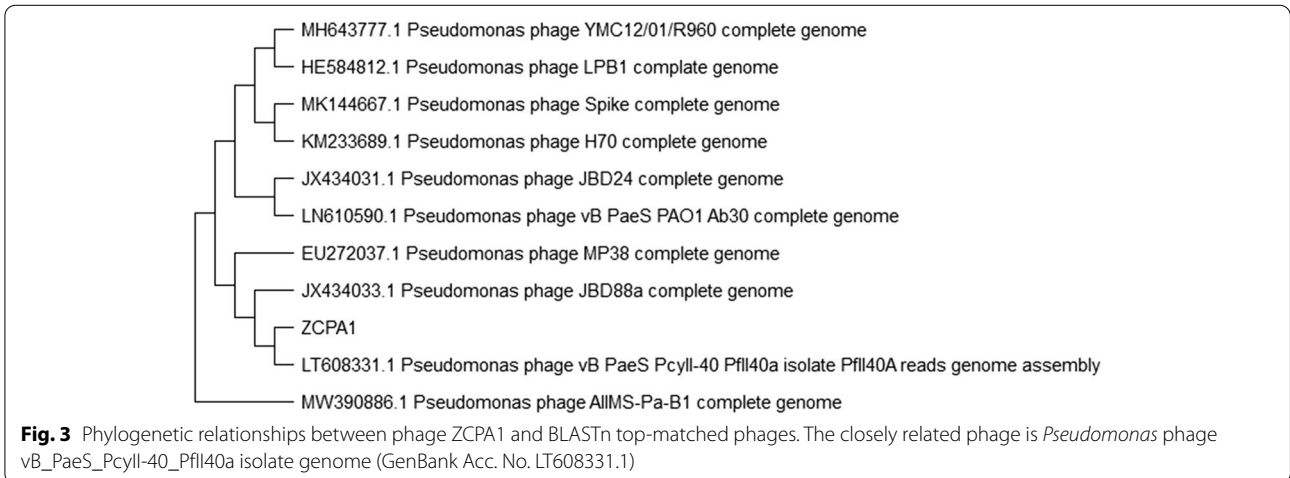 MH643777.1 Pseudomonas phage YMC12/01/R960 complete genome
HE584812.1 Pseudomonas phage LPB1 complate genome
MK144667.1 Pseudomonas phage Spike complete genome
KM233689.1 Pseudomonas phage H70 complete genome
JX434031.1 Pseudomonas phage JBD24 complete genome
LN610590.1 Pseudomonas phage vB PaeS PAO1 Ab30 complete genome
EU272037.1 Pseudomonas phage MP38 complete genome
JX434033.1 Pseudomonas phage JBD88a complete genome
ZCPA1
LT608331.1 Pseudomonas phage vB PaeS PcyII-40 PfII40a isolate PfII40A reads genome assembly
MW390886.1 Pseudomonas phage AIIMS-Pa-B1 complete genome
Fig. 3 Phylogenetic relationships between phage ZCPA1 and BLASTn top-matched phages. The closely related phage is Pseudomonas phage
vB_PaeS_PcyII-40_PfII40a isolate genome (GenBank Acc. No. LT608331.1)